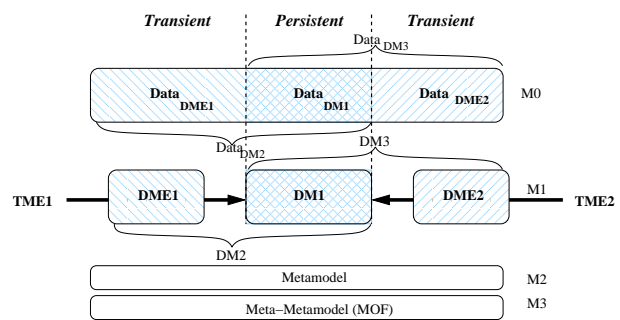 Transient Persistent Transient
Data DM3
Data DME1 Data DM1 Data DME2 M0
Data DM2 DM3
TME1 DME1 DM1 DME2 M1 TME2
DM2
Metamodel M2
Meta−Metamodel (MOF) M3